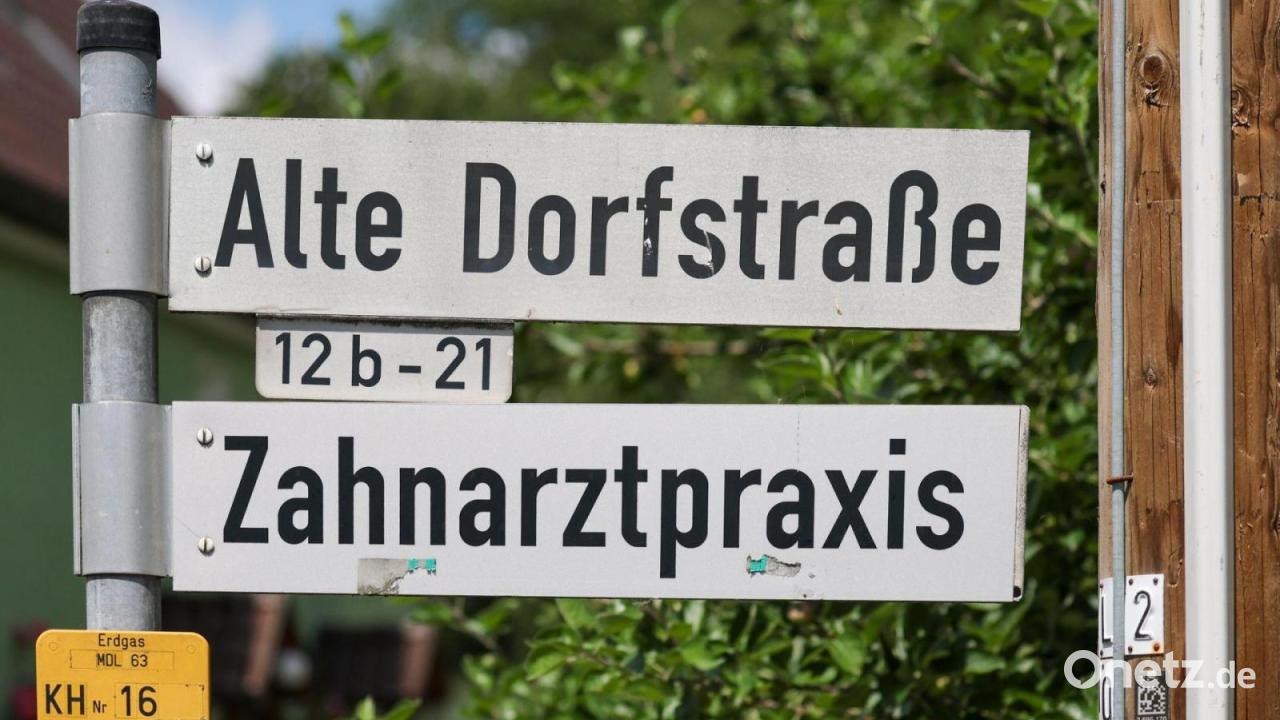 Alte Dorfstraße
12 b - 21
Zahnarztpraxis
Erdgas
MDL 63
KH Nr 16
2
Onetz.de